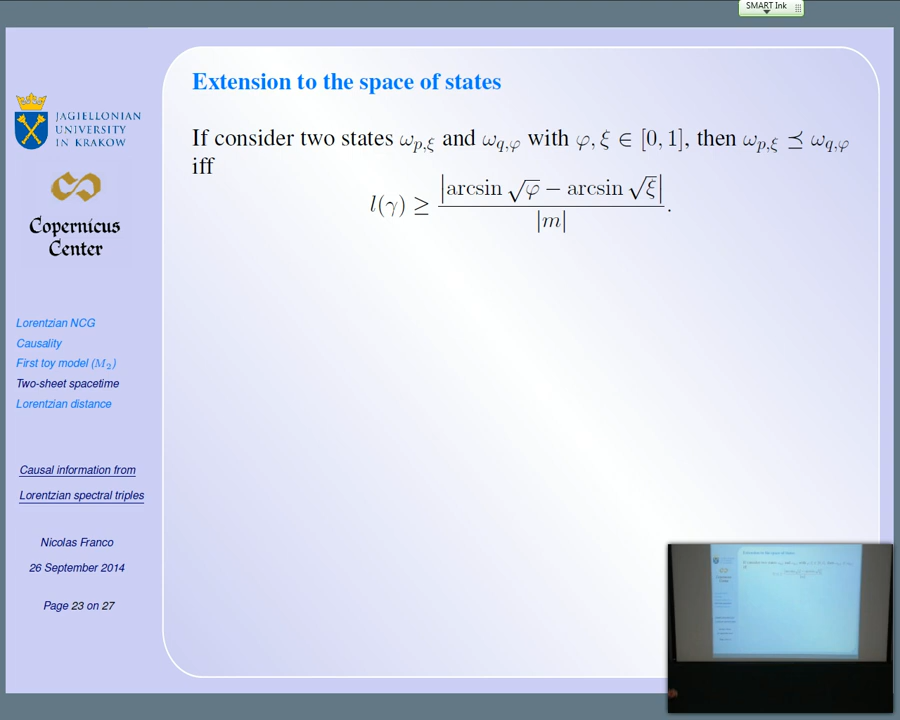 SMART Ink
Extension to the space of states
If consider two states ω_{p,ξ} and ω_{q,φ} with φ, ξ ∈ [0, 1], then ω_{p,ξ} ⪯ ω_{q,φ}
iff
l(γ) ≥ |arcsin √φ − arcsin √ξ| / |m|.
JAGIELLONIAN
UNIVERSITY
IN KRAKOW
Copernicus
Center
Lorentzian NCG
Causality
First toy model (M₂)
Two-sheet spacetime
Lorentzian distance
Causal information from
Lorentzian spectral triples
Nicolas Franco
26 September 2014
Page 23 on 27